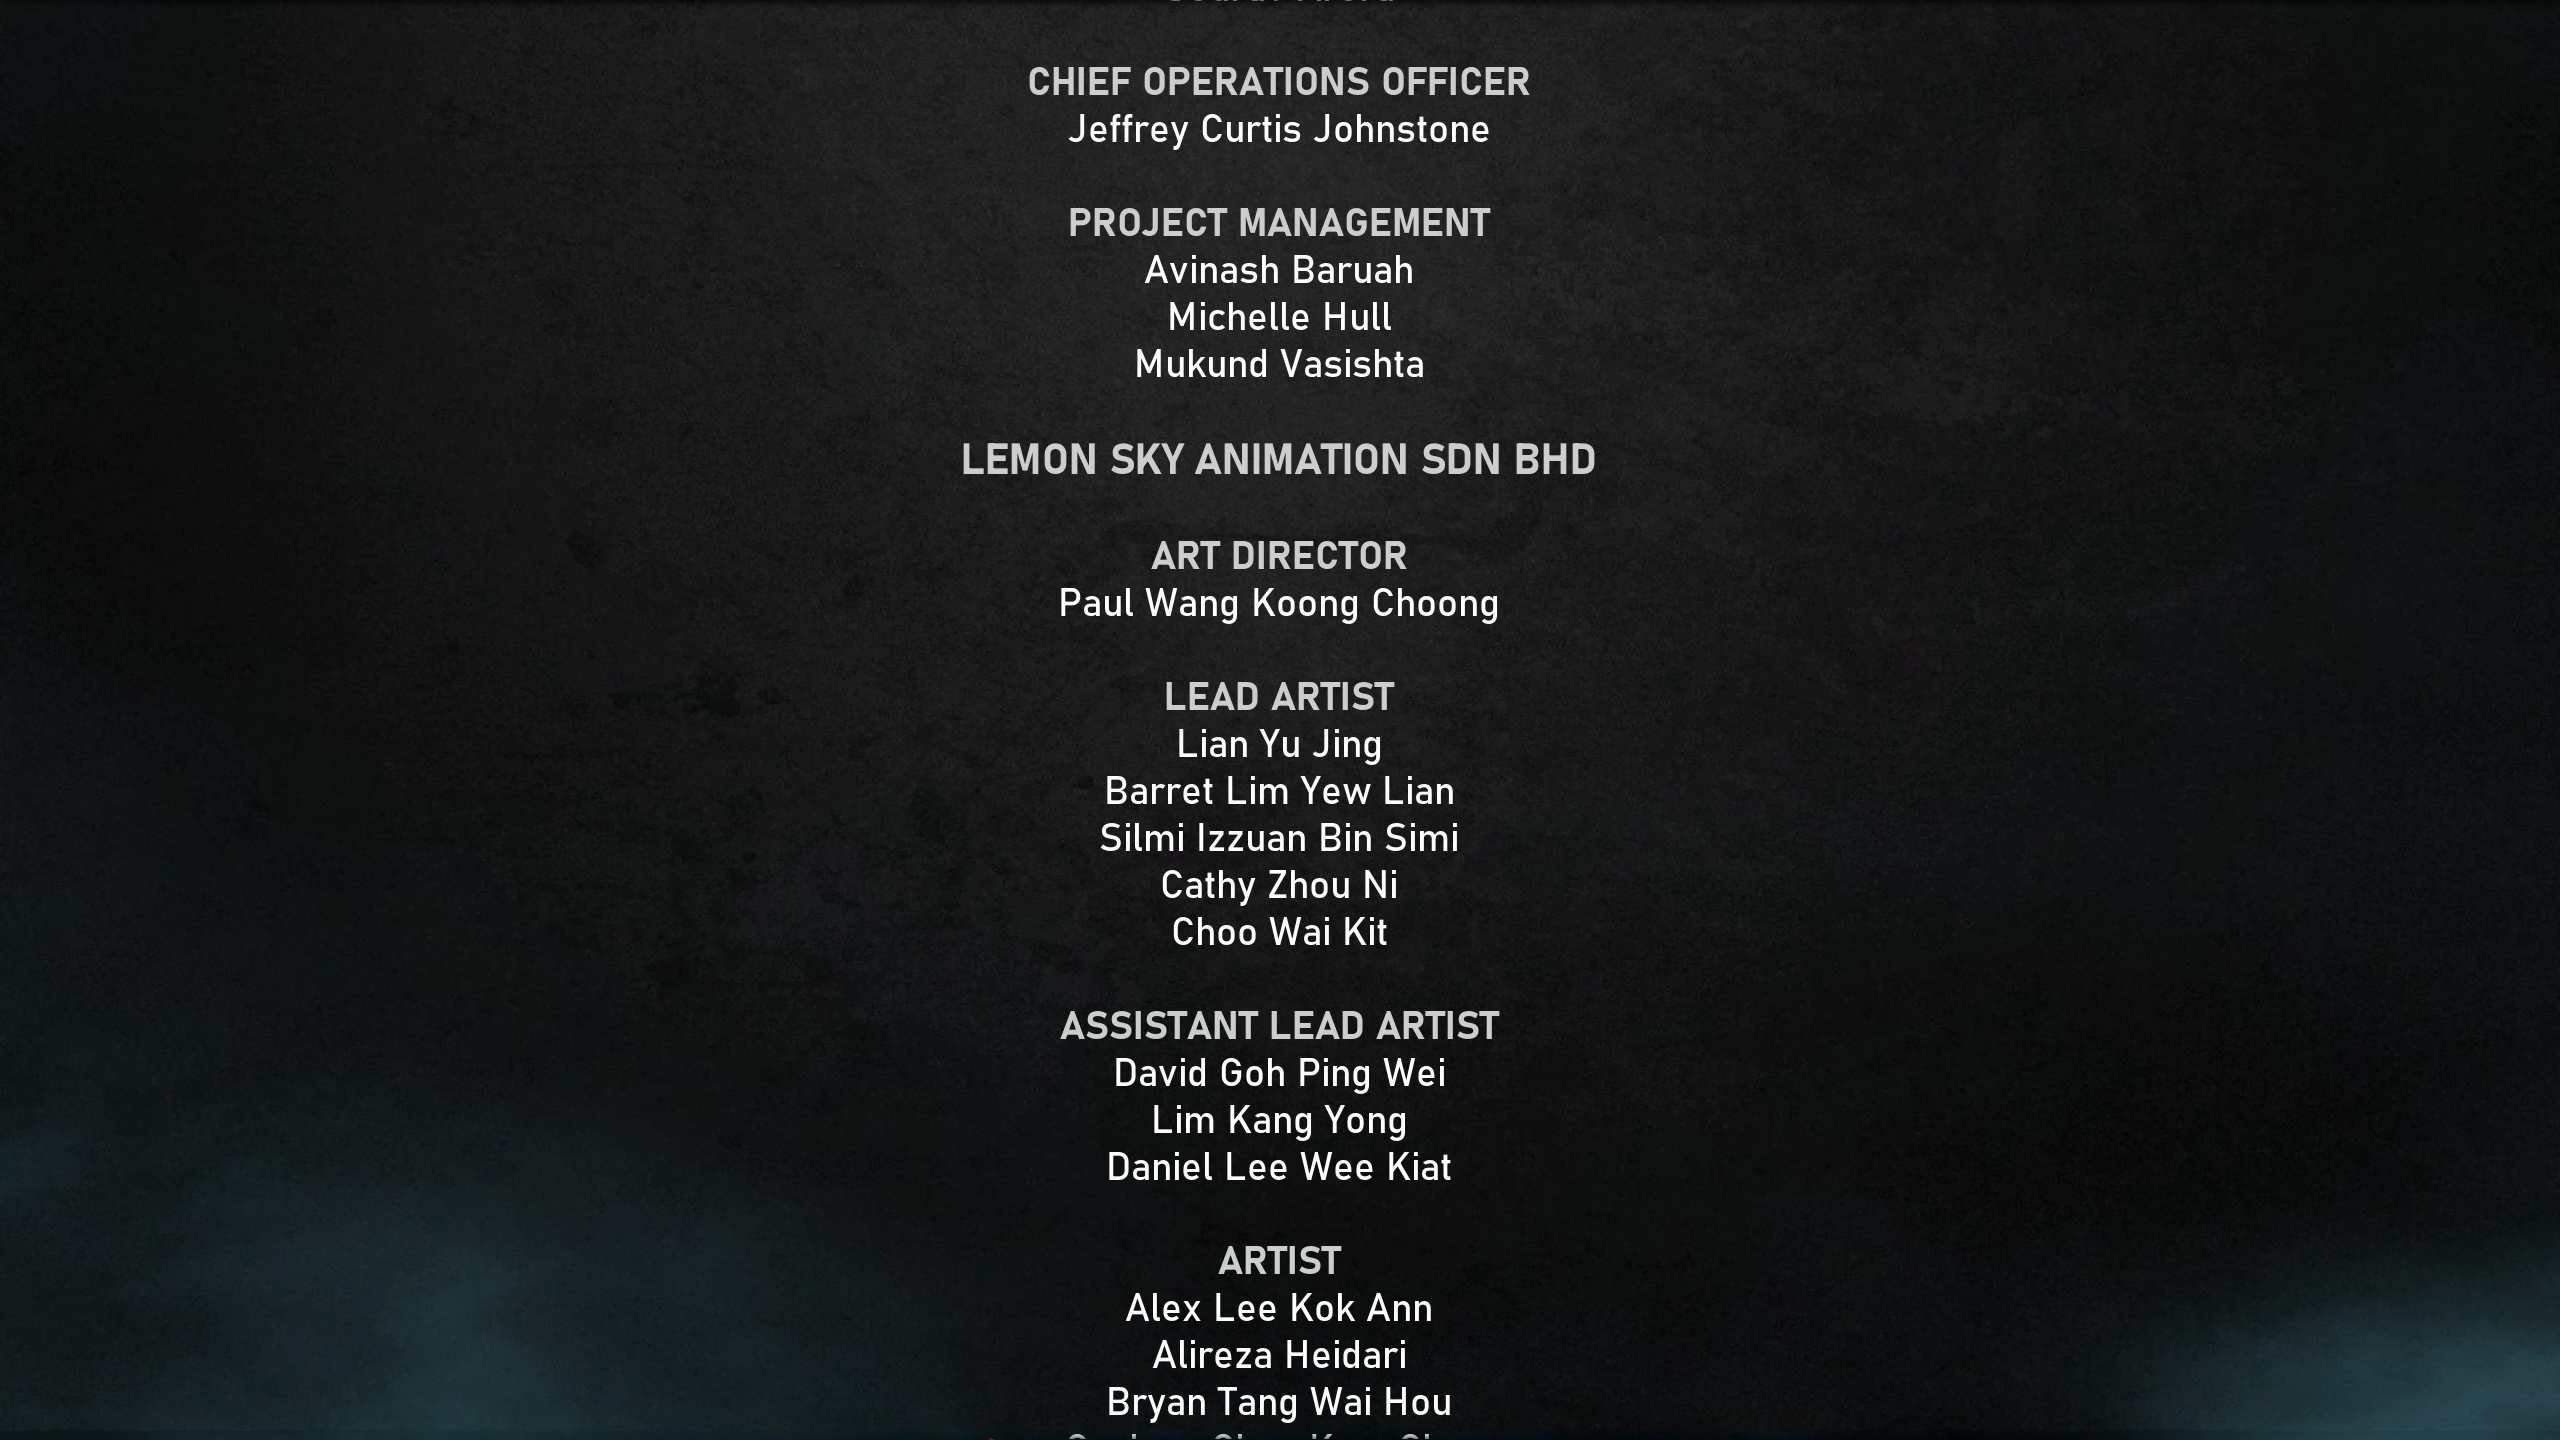 CHIEF OPERATIONS OFFICER
Jeffrey Curtis Johnstone
PROJECT MANAGEMENT
Avinash Baruah
Michelle Hull
Mukund Vasishta
LEMON SKY ANIMATION SDN BHD
ART DIRECTOR
Paul Wang Koong Choong
LEAD ARTIST
Lian Yu Jing
Barret Lim Yew Lian
Silmi Izzuan Bin Simi
Cathy Zhou Ni
Choo Wai Kit
ASSISTANT LEAD ARTIST
David Goh Ping Wei
Lim Kang Yong
Daniel Lee Wee Kiat
ARTIST
Alex Lee Kok Ann
Alireza Heidari
Bryan Tang Wai Hou